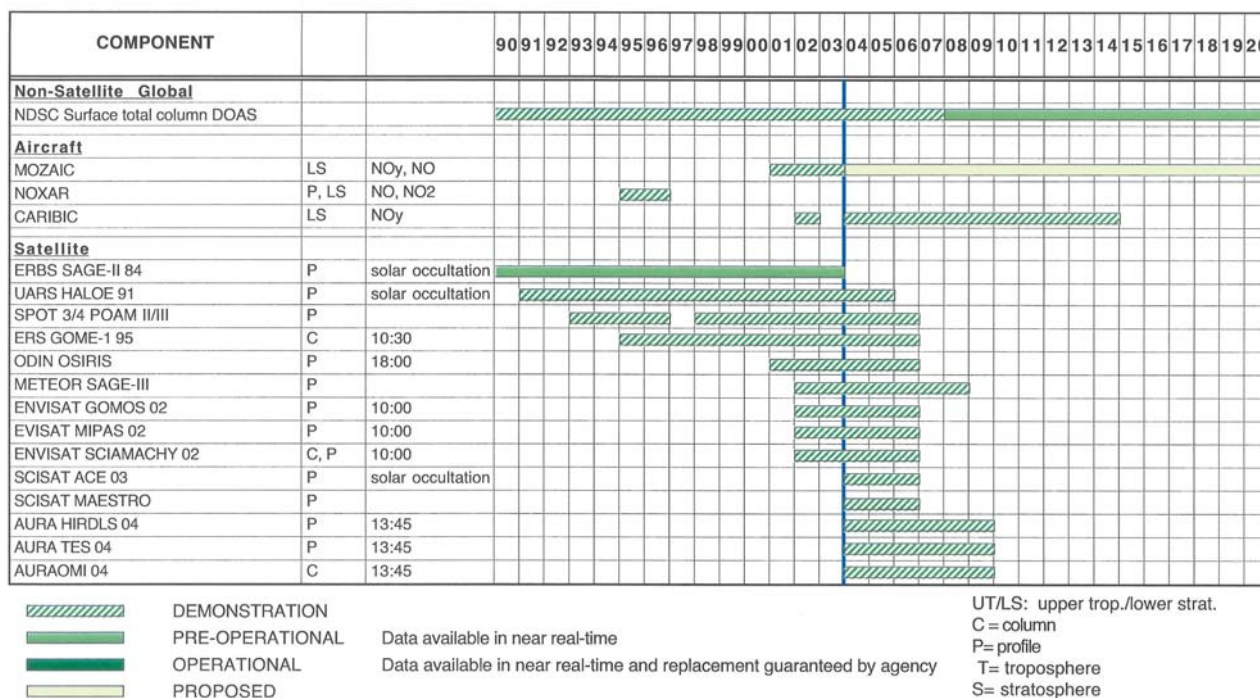 COMPONENT 90 91 92 93 94 95 96 97 98 99 00 01 02 03 04 05 06 07 08 09 10 11 12 13 14 15 16 17 18 19 20
Non-Satellite Global
NDSC Surface total column DOAS
Aircraft
MOZAIC LS NOy, NO
NOXAR P, LS NO, NO2
CARIBIC LS NOy
Satellite
ERBS SAGE-II 84 P solar occultation
UARS HALOE 91 P solar occultation
SPOT 3/4 POAM II/III P
ERS GOME-1 95 C 10:30
ODIN OSIRIS P 18:00
METEOR SAGE-III P
ENVISAT GOMOS 02 P 10:00
EVISAT MIPAS 02 P 10:00
ENVISAT SCIAMACHY 02 C, P 10:00
SCISAT ACE 03 P solar occultation
SCISAT MAESTRO P
AURA HIRDLS 04 P 13:45
AURA TES 04 P 13:45
AURAOMI 04 C 13:45
DEMONSTRATION
PRE-OPERATIONAL Data available in near real-time
OPERATIONAL Data available in near real-time and replacement guaranteed by agency
PROPOSED
UT/LS: upper trop./lower strat.
C = column
P= profile
T= troposphere
S= stratosphere